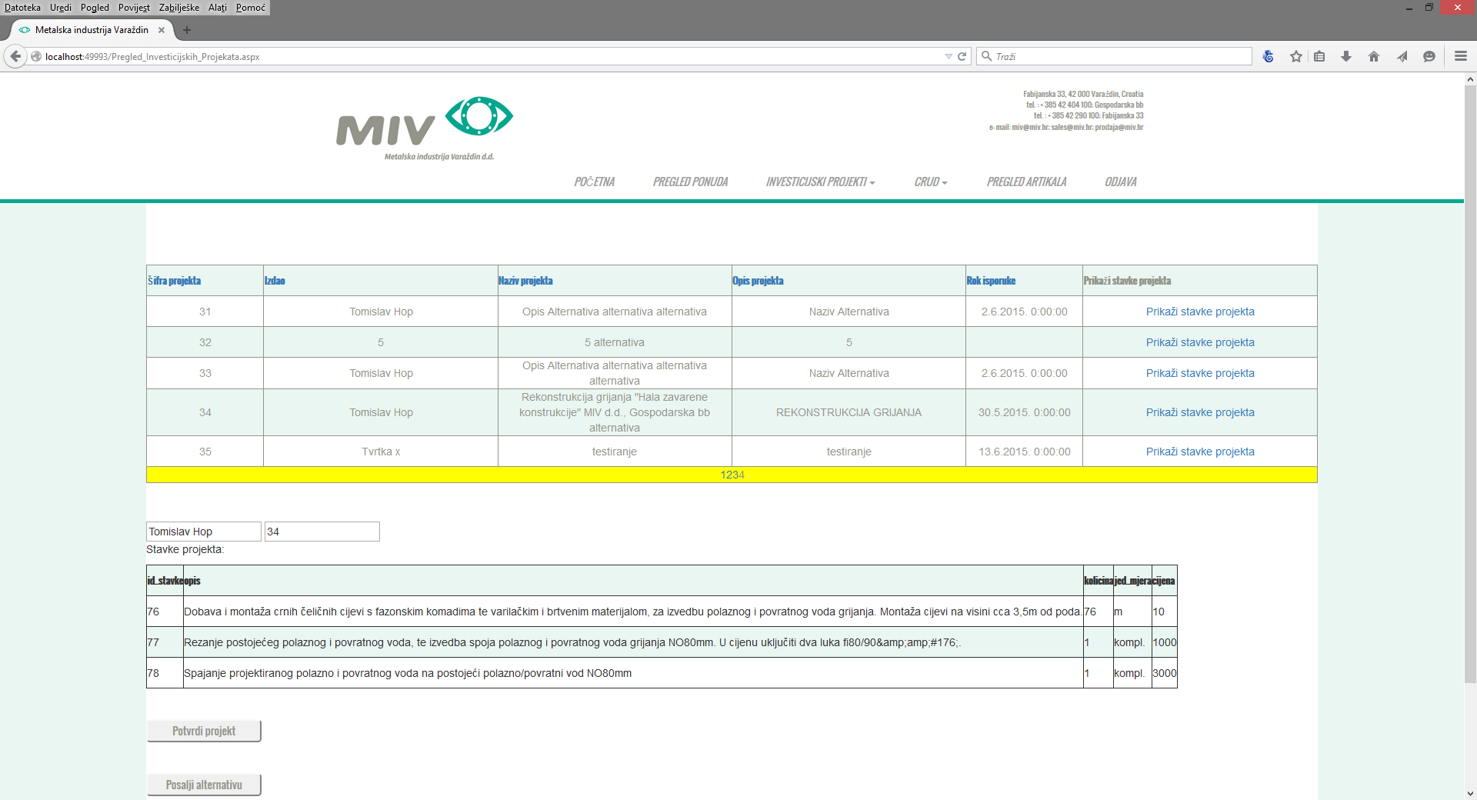 Datoteka Uredi Pogled Povijest Zabilješke Alati Pomoć
Metalska industrija Varaždin
localhost:49993/Pregled_Investicijskih_Projekata.aspx
Traži
Fabijanska 33, 42 000 Varaždin, Croatia
tel. : + 385 42 404 100; Gospodarska bb
tel. : + 385 42 290 100; Fabijanska 33
e-mail: miv@miv.hr; sales@miv.hr; prodaja@miv.hr
MIV
Metalska industrija Varaždin d.d.
POČETNA PREGLED PONUDA INVESTICIJSKI PROJEKTI CRUD PREGLED ARTIKALA ODJAVA
Šifra projekta Izdao Naziv projekta Opis projekta Rok isporuke Prikaži stavke projekta
31 Tomislav Hop Opis Alternativa alternativa alternativa Naziv Alternativa 2.6.2015. 0:00:00 Prikaži stavke projekta
32 5 5 alternativa 5 Prikaži stavke projekta
33 Tomislav Hop Opis Alternativa alternativa alternativa alternativa Naziv Alternativa 2.6.2015. 0:00:00 Prikaži stavke projekta
34 Tomislav Hop Rekonstrukcija grijanja "Hala zavarene konstrukcije" MIV d.d., Gospodarska bb alternativa REKONSTRUKCIJA GRIJANJA 30.5.2015. 0:00:00 Prikaži stavke projekta
35 Tvrtka x testiranje testiranje 13.6.2015. 0:00:00 Prikaži stavke projekta
1234
Tomislav Hop 34
Stavke projekta:
id_stavke opis kolicina jed_mjera cijena
76 Dobava i montaža crnih čeličnih cijevi s fazonskim komadima te varilačkim i brtvenim materijalom, za izvedbu polaznog i povratnog voda grijanja. Montaža cijevi na visini cca 3,5m od poda. 76 m 10
77 Rezanje postojećeg polaznog i povratnog voda, te izvedba spoja polaznog i povratnog voda grijanja NO80mm. U cijenu uključiti dva luka fi80/90&amp;amp;#176;. 1 kompl. 1000
78 Spajanje projektiranog polazno i povratnog voda na postojeći polazno/povratni vod NO80mm 1 kompl. 3000
Potvrdi projekt
Posalji alternativu